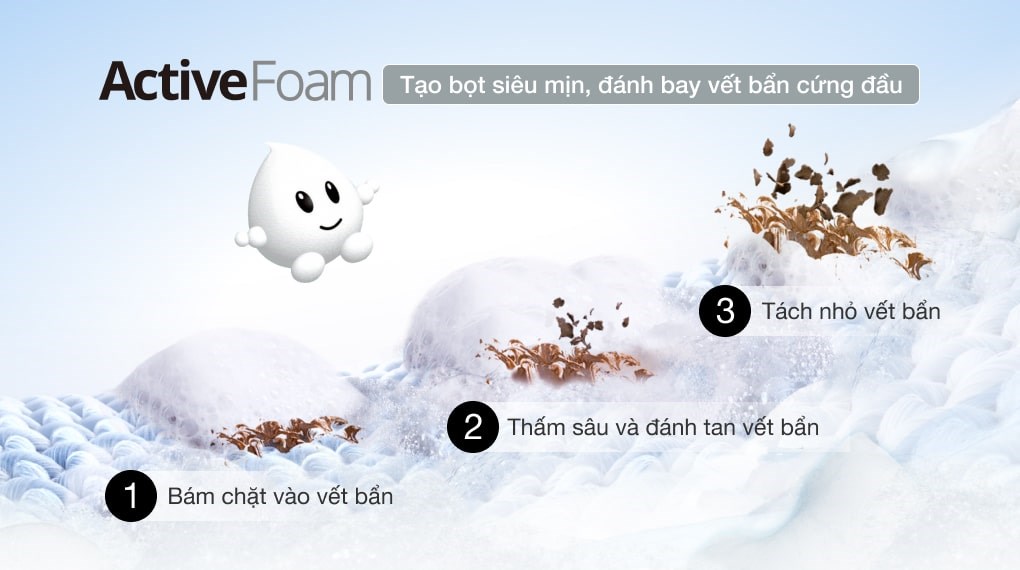 ActiveFoam Tạo bọt siêu mịn, đánh bay vết bẩn cứng đầu
3 Tách nhỏ vết bẩn
2 Thấm sâu và đánh tan vết bẩn
1 Bám chặt vào vết bẩn